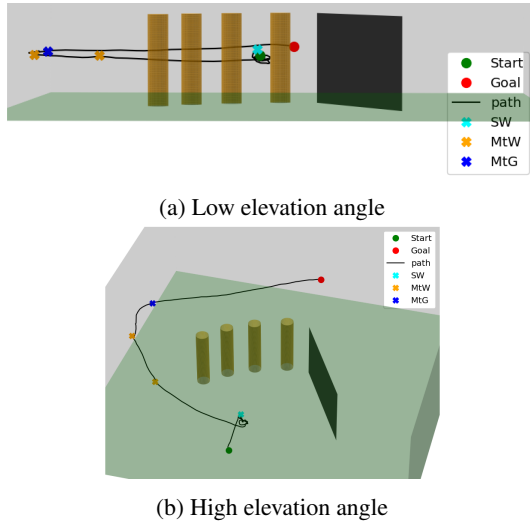 Start
Goal
path
SW
MtW
MtG
(a) Low elevation angle
Start
Goal
path
SW
MtW
MtG
(b) High elevation angle